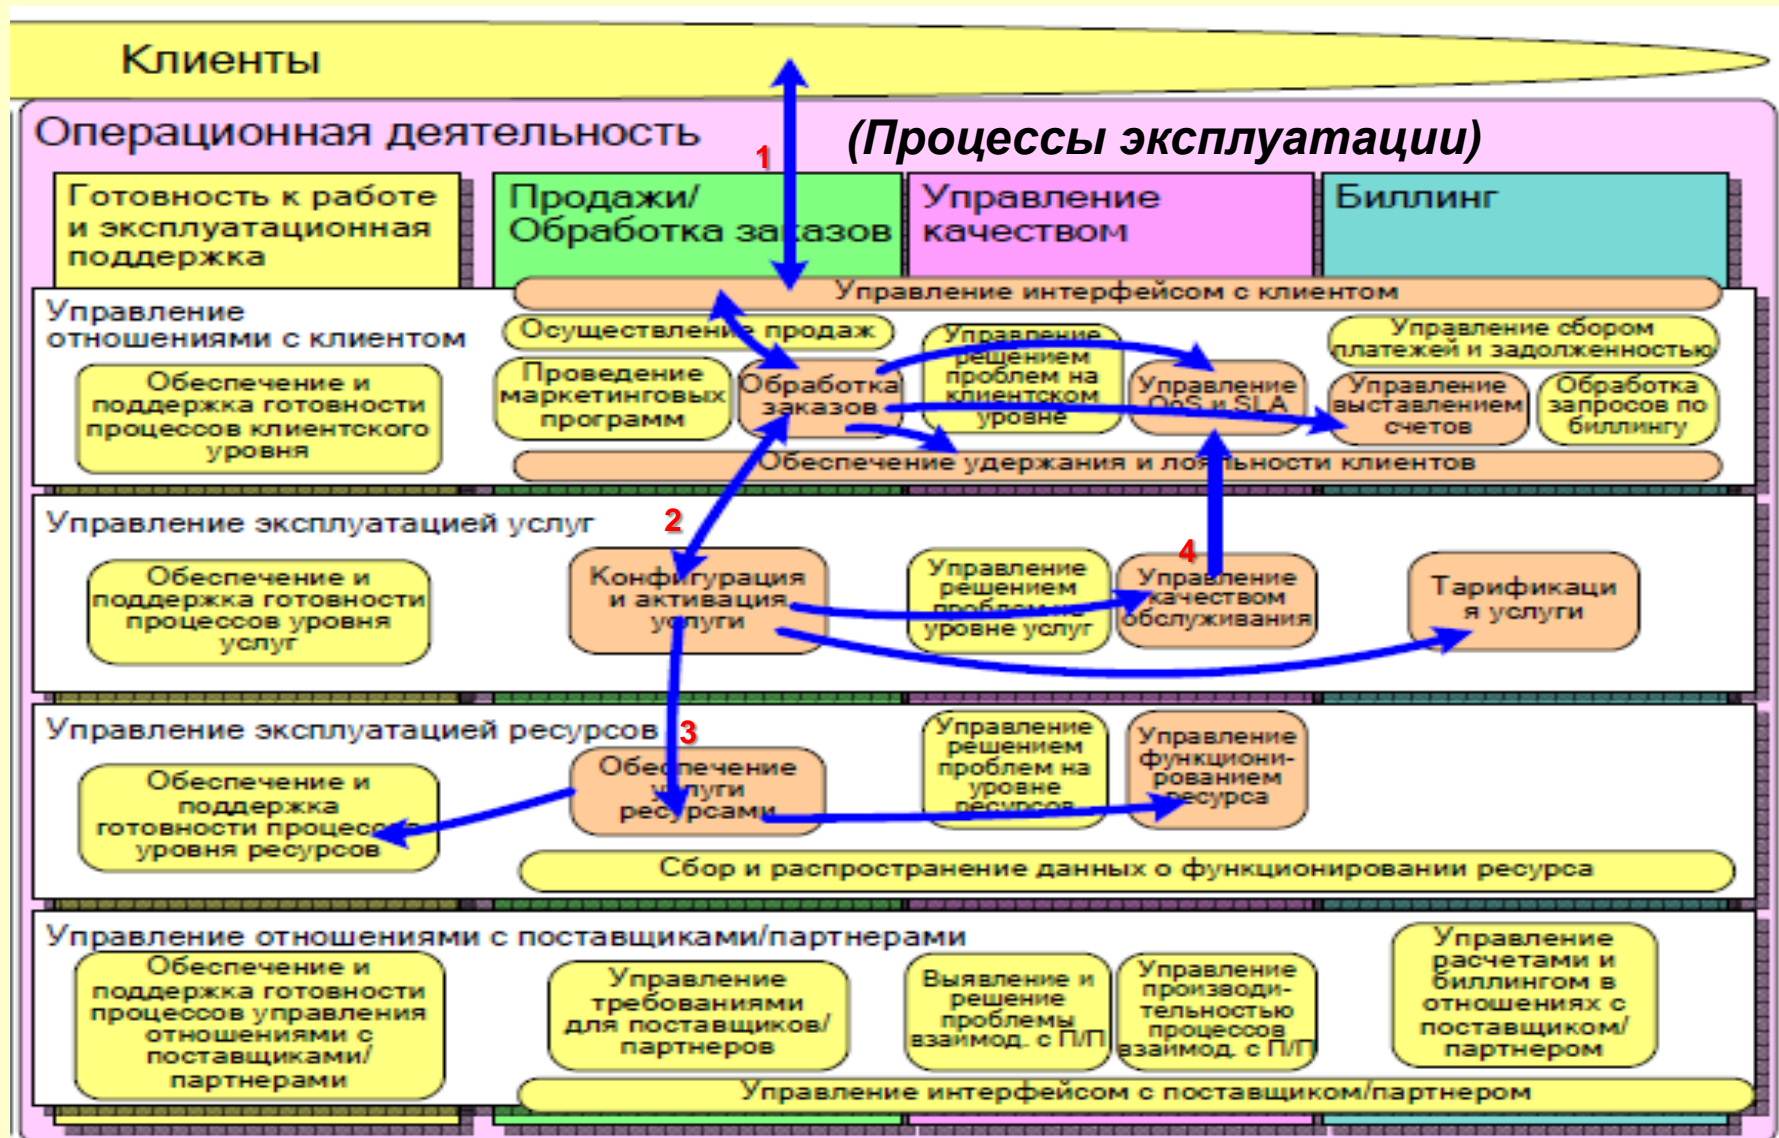 Клиенты
Операционная деятельность
(Процессы эксплуатации)
1
Готовность к работе
и эксплуатационная
поддержка
Продажи/
Обработка заказов
Управление
качеством
Биллинг
Управление интерфейсом с клиентом
Управление
отношениями с клиентом
Обеспечение и
поддержка готовности
процессов клиентского
уровня
Осуществление продаж
Проведение
маркетинговых
программ
Обработка
заказов
Управление
решением
проблем на
клиентском
уровне
Управление
QoS и SLA
Управление сбором
платежей и задолженностью
Управление
выставлением
счетов
Обработка
запросов по
биллингу
Обеспечение удержания и лояльности клиентов
Управление эксплуатацией услуг
2
Обеспечение и
поддержка готовности
процессов уровня
услуг
Конфигурация
и активация
услуги
Управление
решением
проблем на
уровне услуг
4
Управление
качеством
обслуживания
Тарификаци
я услуги
Управление эксплуатацией ресурсов
3
Обеспечение и
поддержка
готовности процессов
уровня ресурсов
Обеспечение
услуги
ресурсами
Управление
решением
проблем на
уровне
ресурсов
Управление
функциони-
рованием
ресурса
Сбор и распространение данных о функционировании ресурса
Управление отношениями с поставщиками/партнерами
Обеспечение и
поддержка готовности
процессов управления
отношениями с
поставщиками/
партнерами
Управление
требованиями
для поставщиков/
партнеров
Выявление и
решение
проблемы
взаимод. с П/П
Управление
производи-
тельностью
процессов
взаимод. с П/П
Управление
расчетами и
биллингом в
отношениях с
поставщиком/
партнером
Управление интерфейсом с поставщиком/партнером